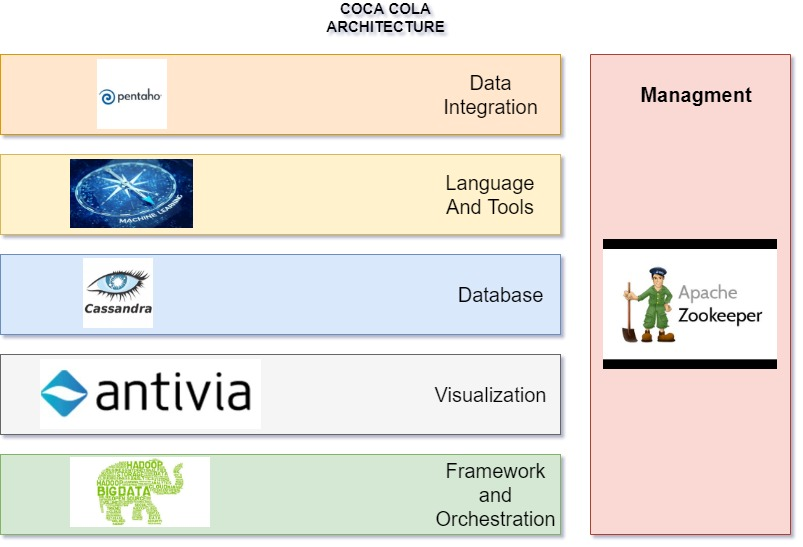 COCA COLA
ARCHITECTURE
pentaho
Data
Integration
Managment
MACHINE LEARNING
Language
And Tools
Cassandra
Database
Apache
Zookeeper
antivia
Visualization
HADOOP
HADOOP
BIGDATA
Framework
and
Orchestration